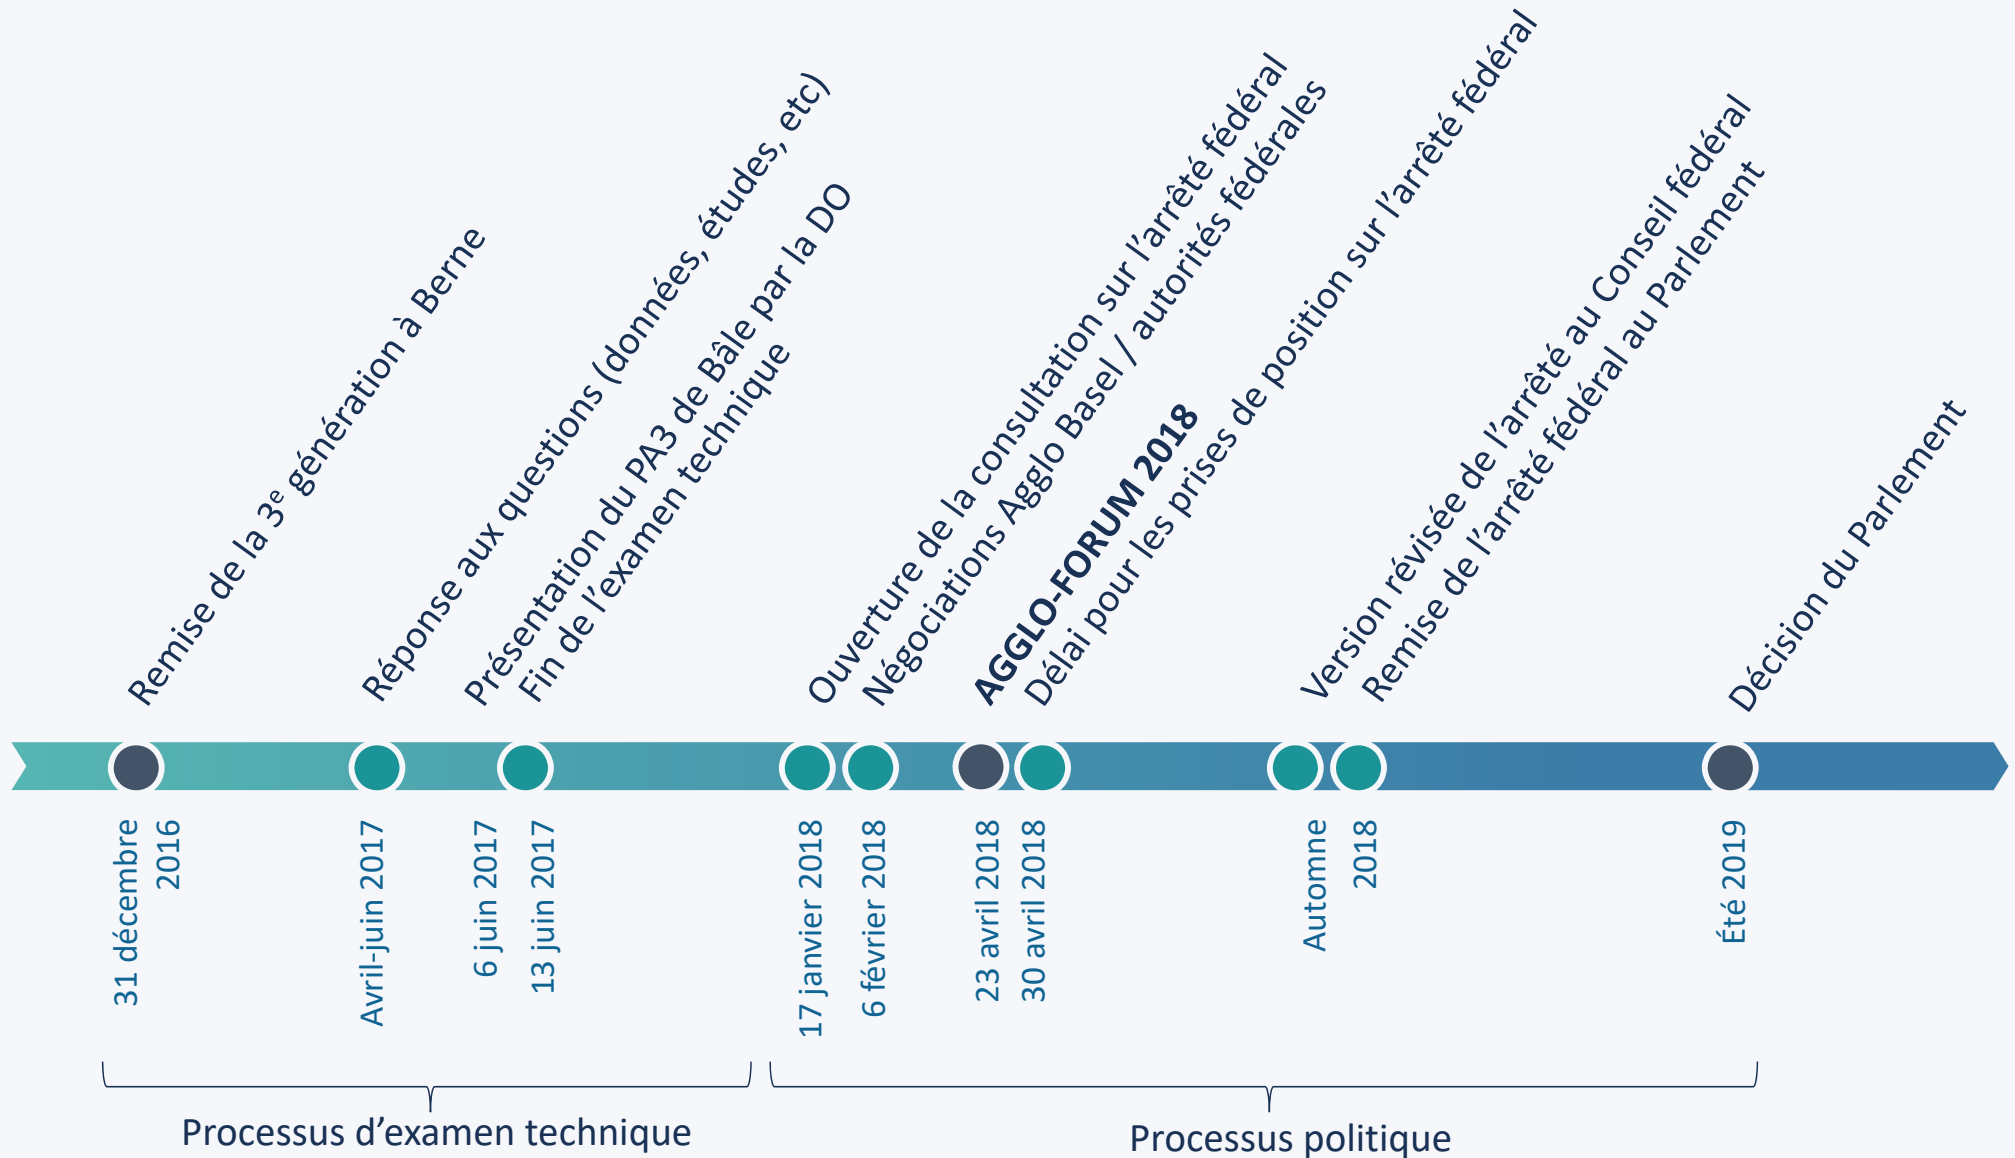 Remise de la 3e génération à Berne
Réponse aux questions (données, études, etc)
Présentation du PA3 de Bâle par la DO
Fin de l’examen technique
Ouverture de la consultation sur l’arrêté fédéral
Négociations Agglo Basel / autorités fédérales
AGGLO-FORUM 2018
Délai pour les prises de position sur l’arrêté fédéral
Version révisée de l’arrêté au Conseil fédéral
Remise de l’arrêté fédéral au Parlement
Décision du Parlement
31 décembre
2016
Avril-juin 2017
6 juin 2017
13 juin 2017
17 janvier 2018
6 février 2018
23 avril 2018
30 avril 2018
Automne
2018
Été 2019
Processus d’examen technique
Processus politique